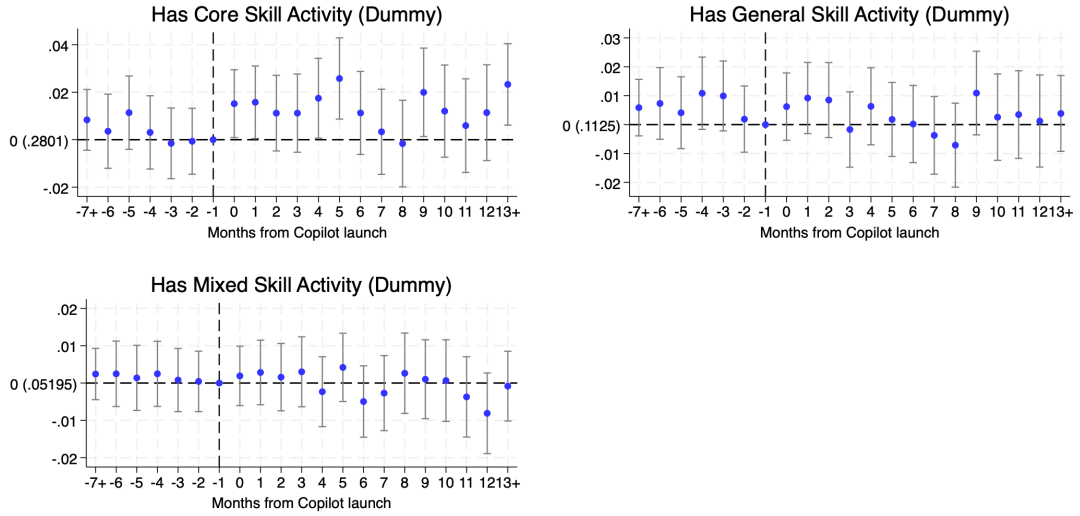 Has Core Skill Activity (Dummy)
.04
.02
0 (.2801)
-.02
-7+ -6 -5 -4 -3 -2 -1 0 1 2 3 4 5 6 7 8 9 10 11 12 13+
Months from Copilot launch
Has General Skill Activity (Dummy)
.03
.02
.01
0 (.1125)
-.01
-.02
-7+ -6 -5 -4 -3 -2 -1 0 1 2 3 4 5 6 7 8 9 10 11 12 13+
Months from Copilot launch
Has Mixed Skill Activity (Dummy)
.02
.01
0 (.05195)
-.01
-.02
-7+ -6 -5 -4 -3 -2 -1 0 1 2 3 4 5 6 7 8 9 10 11 12 13+
Months from Copilot launch